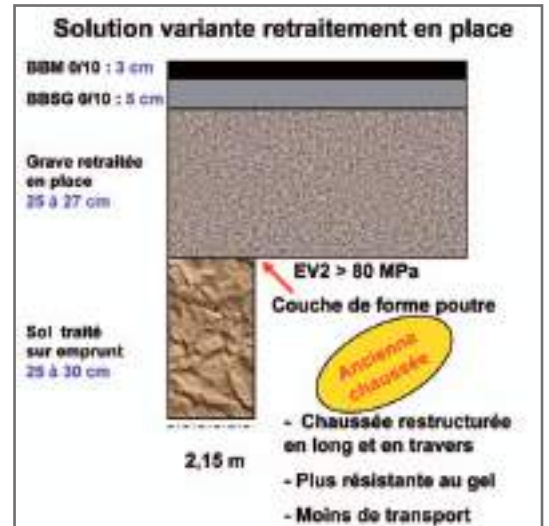 Solution variante retraitement en place
BBM 0/10 : 3 cm
BBSG 0/10 : 5 cm
Grave retraitée
en place
25 à 27 cm
EV2 > 80 MPa
Couche de forme poutre
Sol traité
sur emprunt
25 à 30 cm
Ancienna
chaussée
2,15 m
- Chaussée restructurée
en long et en travers
- Plus résistante au gel
- Moins de transport